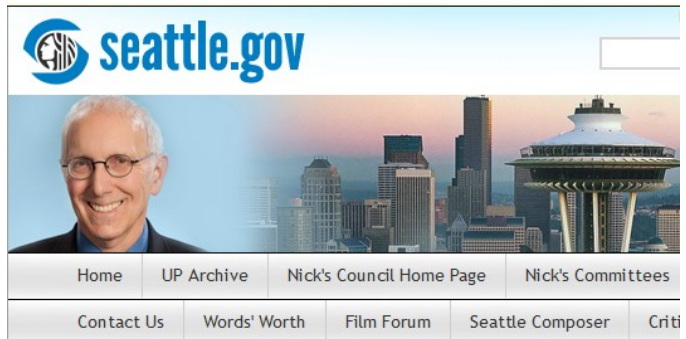 seattle.gov
Home UP Archive Nick's Council Home Page Nick's Committees
Contact Us Words' Worth Film Forum Seattle Composer